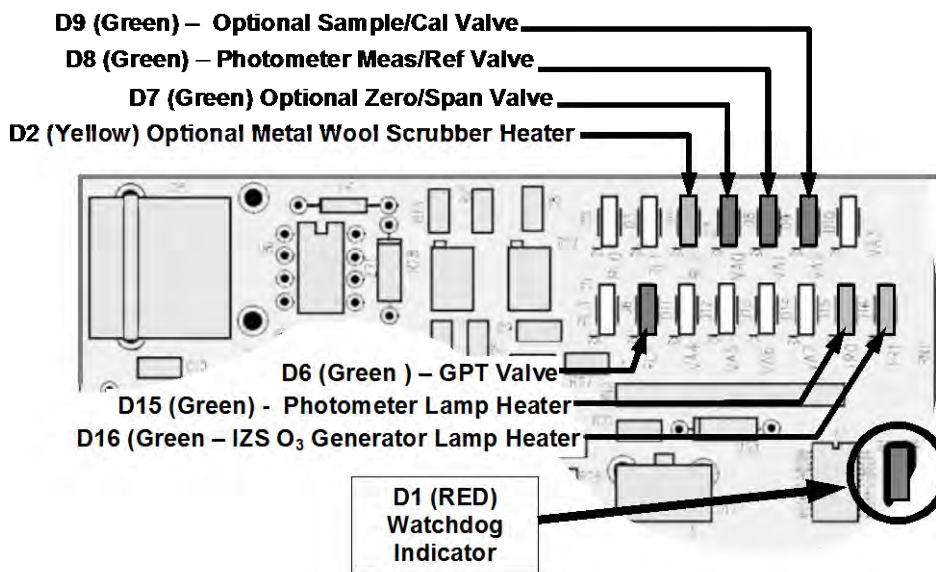 D9 (Green) – Optional Sample/Cal Valve
D8 (Green) – Photometer Meas/Ref Valve
D7 (Green) Optional Zero/Span Valve
D2 (Yellow) Optional Metal Wool Scrubber Heater
D6 (Green ) – GPT Valve
D15 (Green) - Photometer Lamp Heater
D16 (Green – IZS O₃ Generator Lamp Heater
D1 (RED)
Watchdog
Indicator